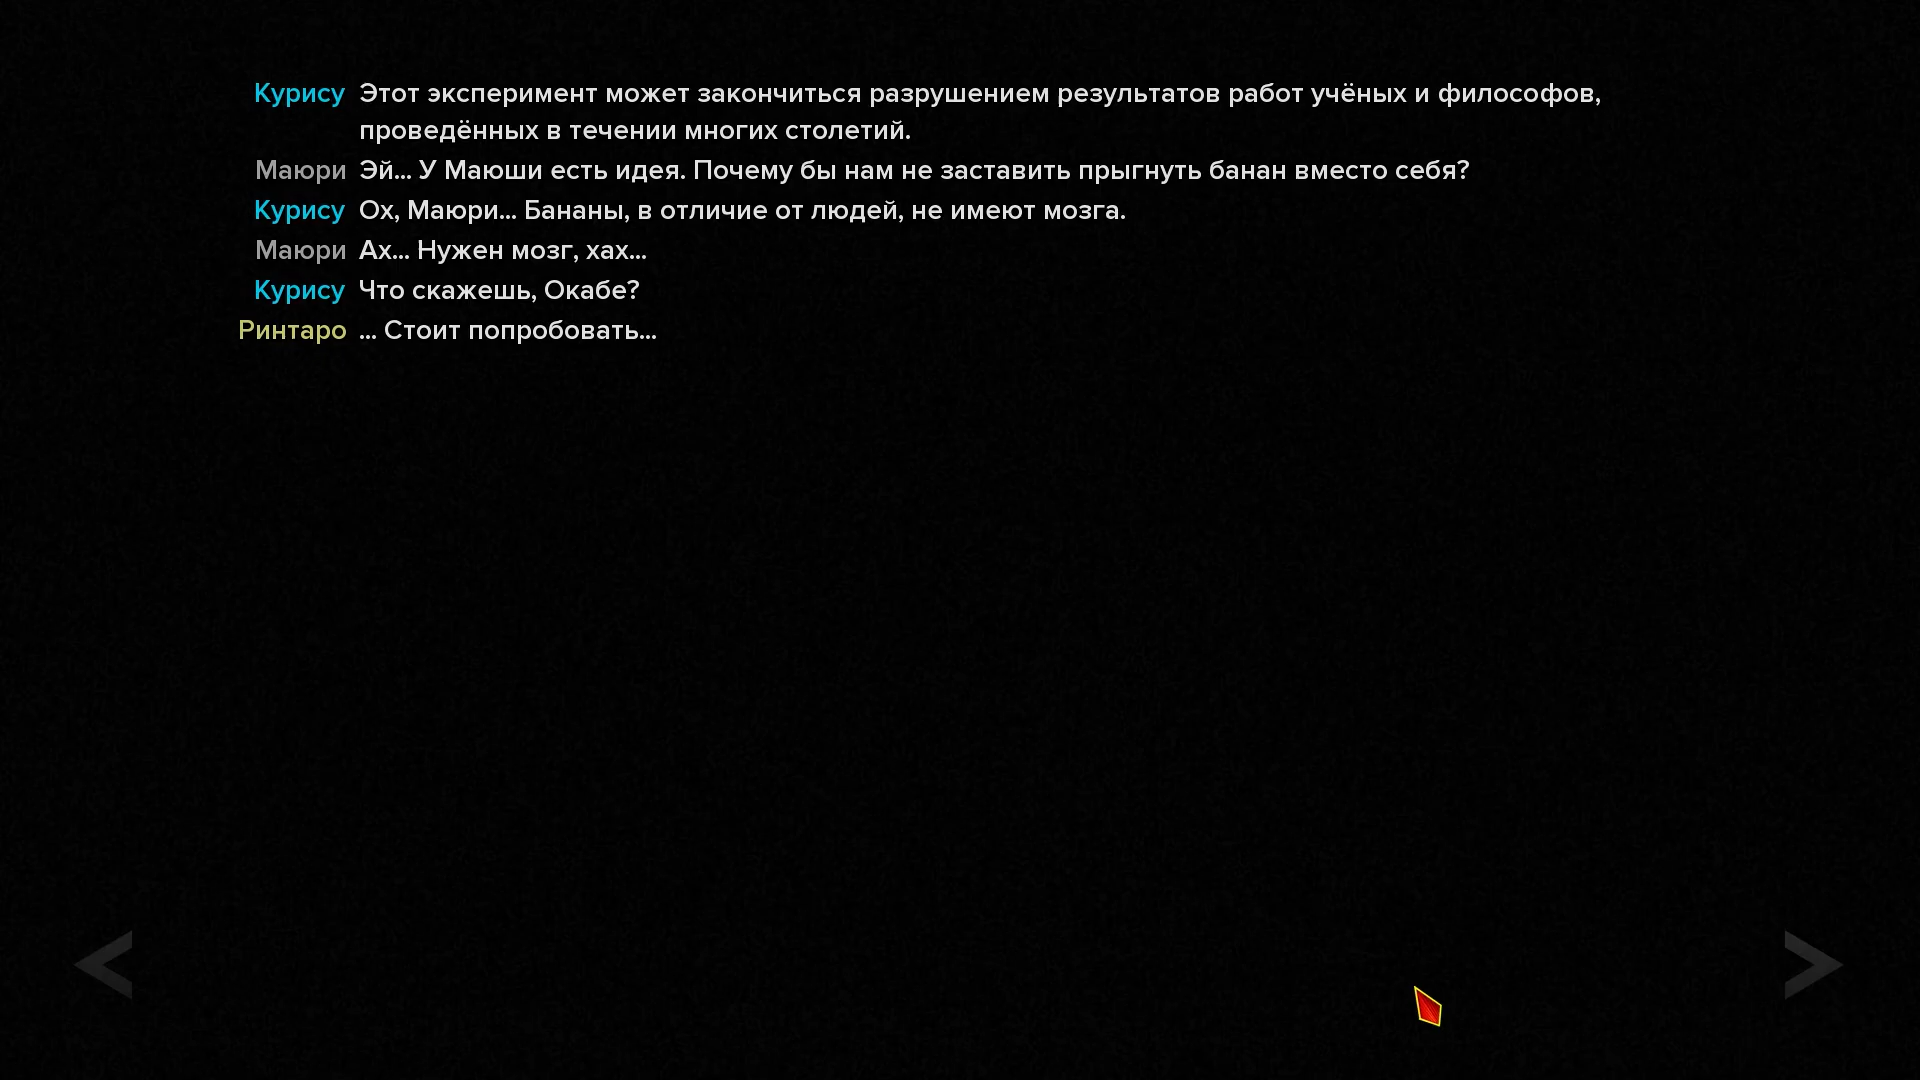 Курису Этот эксперимент может закончиться разрушением результатов работ учёных и философов,
проведённых в течении многих столетий.
Маюри Эй... У Маюши есть идея. Почему бы нам не заставить прыгнуть банан вместо себя?
Курису Ох, Маюри... Бананы, в отличие от людей, не имеют мозга.
Маюри Ах... Нужен мозг, хах...
Курису Что скажешь, Окабе?
Ринтаро ... Стоит попробовать...